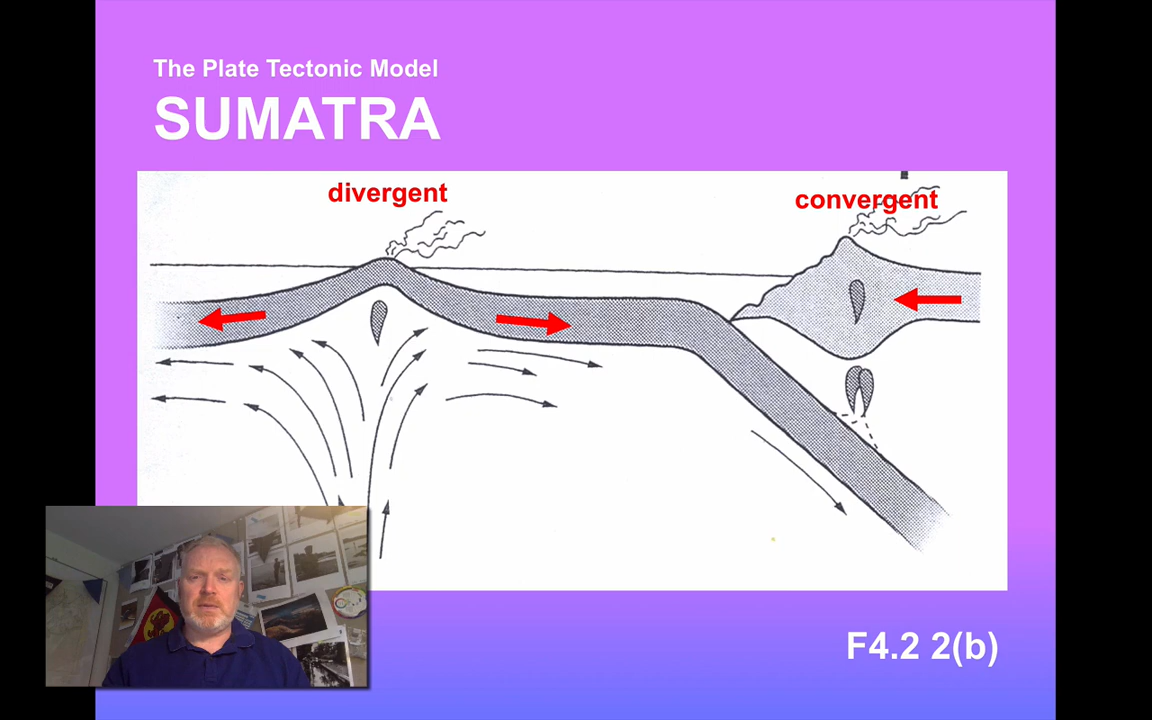 The Plate Tectonic Model
SUMATRA
divergent
convergent
F4.2 2(b)